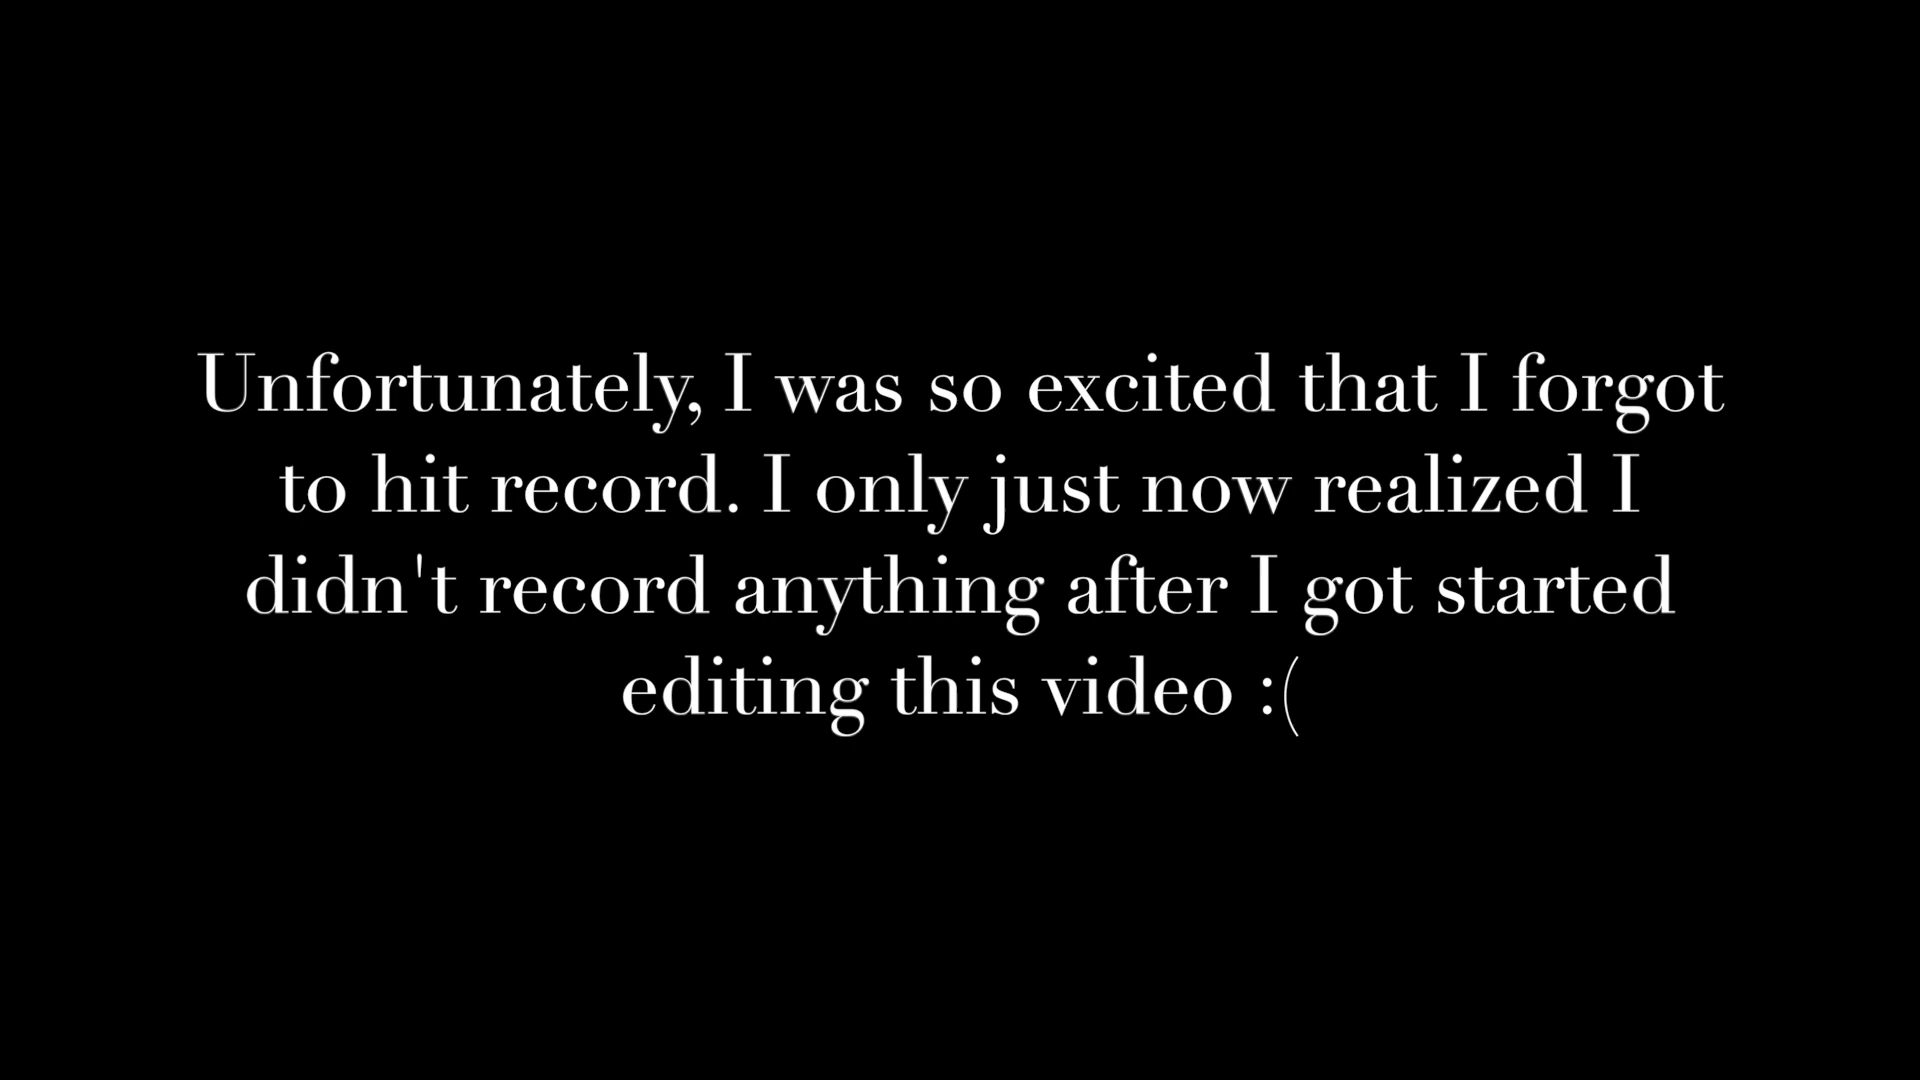 Unfortunately, I was so excited that I forgot
to hit record. I only just now realized I
didn't record anything after I got started
editing this video :(